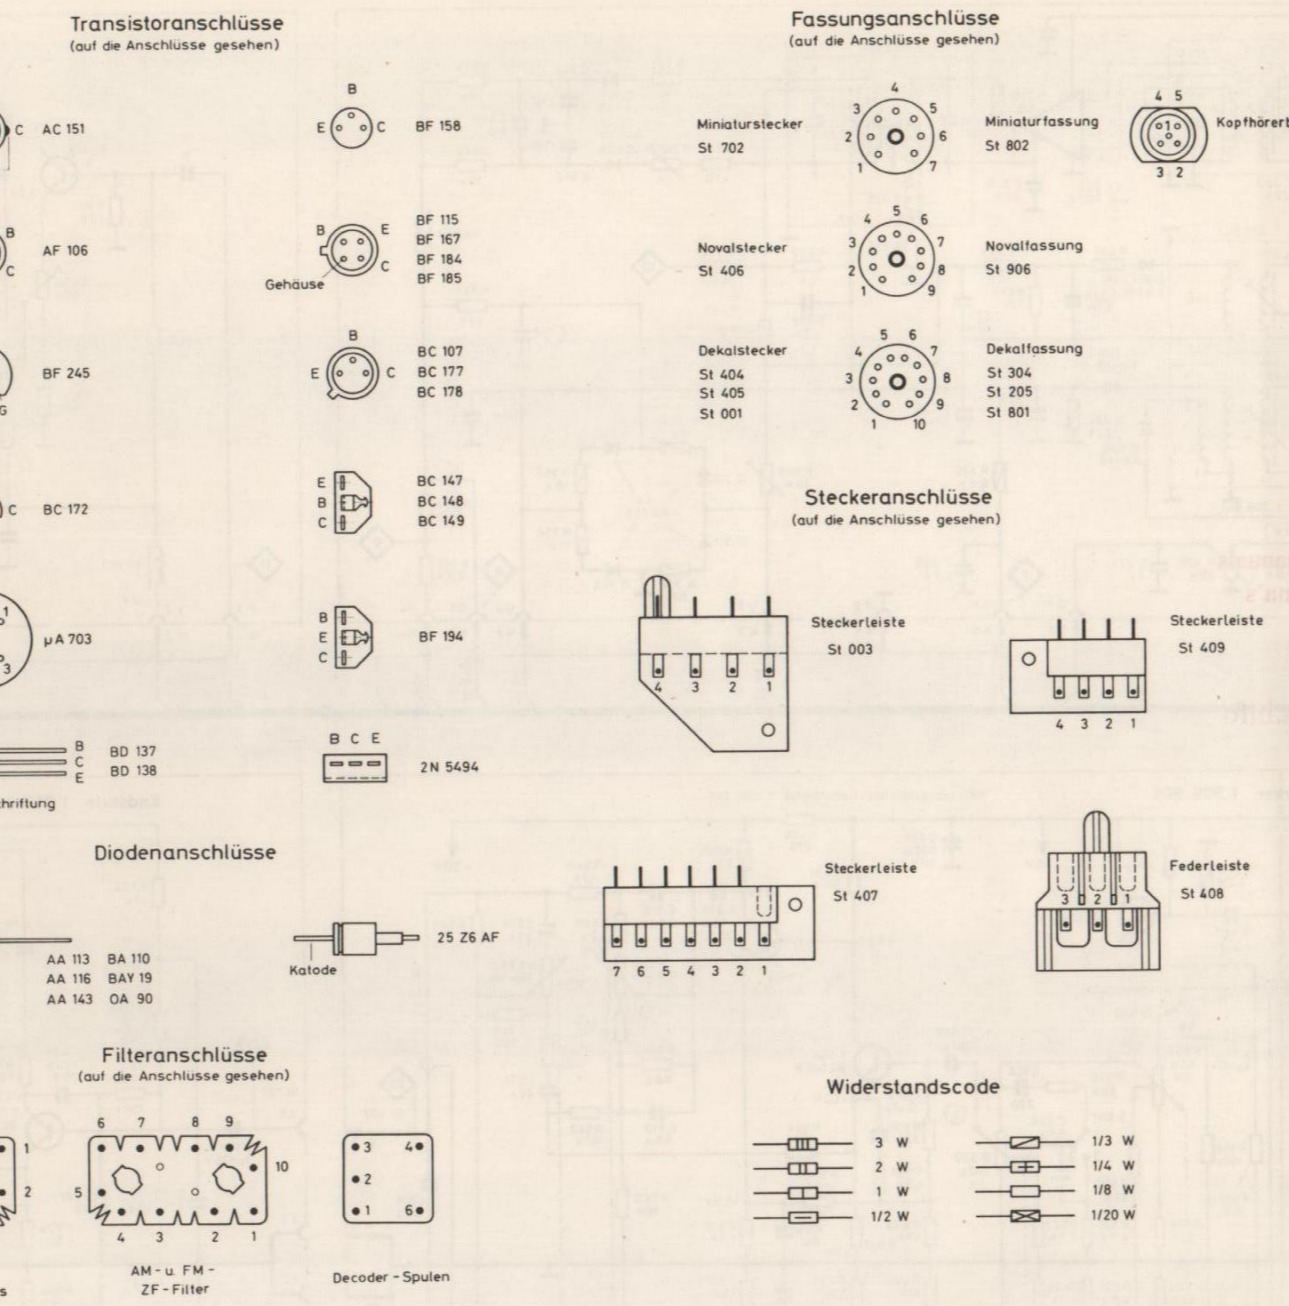 Transistoranschlüsse
(auf die Anschlüsse gesehen)
C AC 151
B
E C BF 158
B
C
AF 106
B E
C
Gehäuse
BF 115
BF 167
BF 184
BF 185
G
BF 245
B
E C
BC 107
BC 177
BC 178
C BC 172
E
B
C
BC 147
BC 148
BC 149
1
3
µA 703
B
E
C
BF 194
B
C
E
BD 137
BD 138
B C E
2N 5494
Diodenanschlüsse
AA 113 BA 110
AA 116 BAY 19
AA 143 OA 90
Katode
25 Z6 AF
Filteranschlüsse
(auf die Anschlüsse gesehen)
1
2
6 7 8 9
10
5
4 3 2 1
AM - u. FM -
ZF - Filter
3 4
2
1 6
Decoder - Spulen
Fassungsanschlüsse
(auf die Anschlüsse gesehen)
Miniaturstecker
St 702
4
3 5
2 6
1 7
Miniaturfassung
St 802
4 5
1
3 2
Novalstecker
St 406
5
4 6
3 7
2 8
1 9
Novalfassung
St 906
Dekalstecker
St 404
St 405
St 001
5 6
4 7
3 8
2 9
1 10
Dekalfassung
St 304
St 205
St 801
Steckeranschlüsse
(auf die Anschlüsse gesehen)
4 3 2 1
Steckerleiste
St 003
4 3 2 1
Steckerleiste
St 409
7 6 5 4 3 2 1
Steckerleiste
St 407
3 2 1
Federleiste
St 408
Widerstandscode
3 W 1/3 W
2 W 1/4 W
1 W 1/8 W
1/2 W 1/20 W